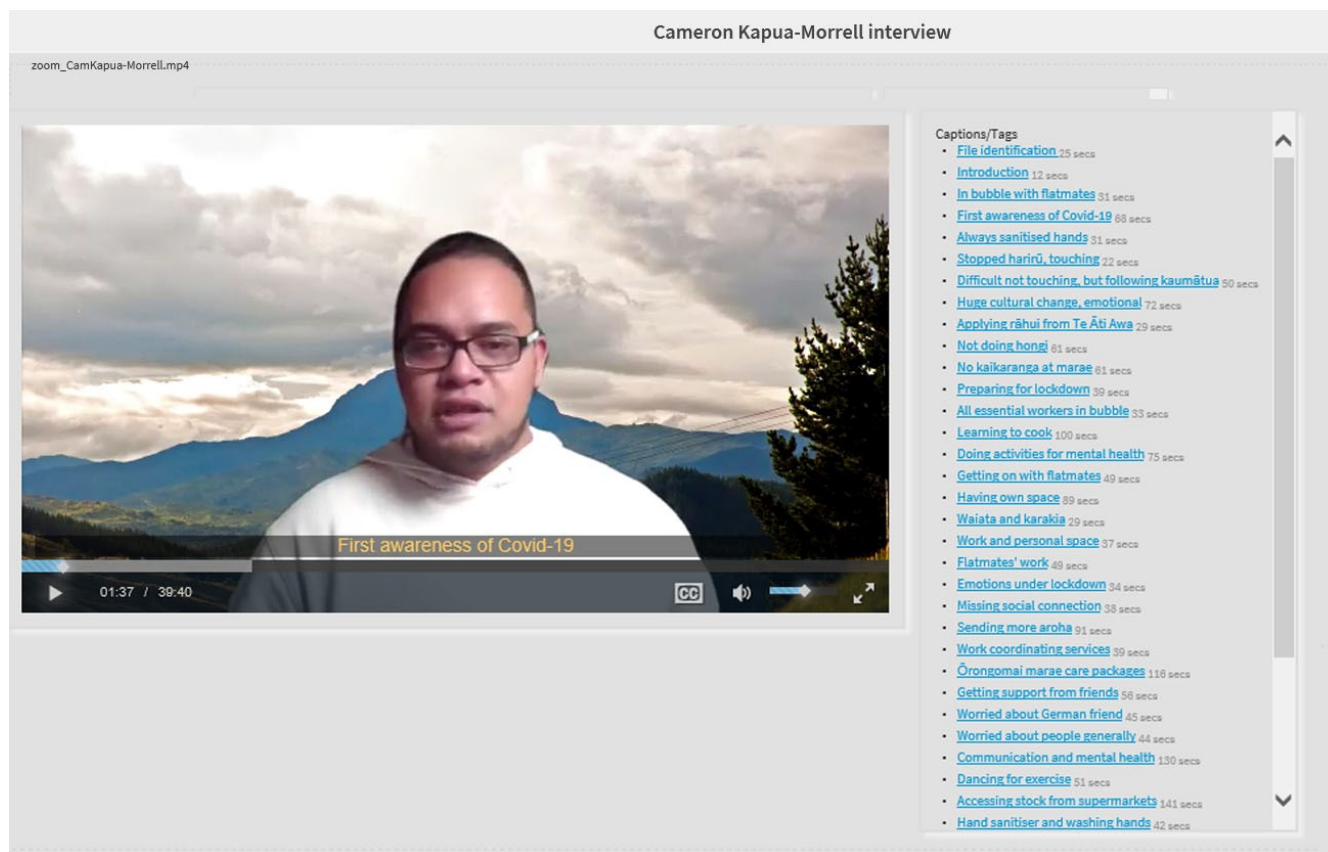 Cameron Kapua-Morrell interview
zoom_CamKapua-Morrell.mp4
First awareness of Covid-19
01:37 / 39:40
CC
Captions/Tags
• File identification 25 secs
• Introduction 12 secs
• In bubble with flatmates 31 secs
• First awareness of Covid-19 68 secs
• Always sanitised hands 31 secs
• Stopped harirū, touching 22 secs
• Difficult not touching, but following kaumātua 50 secs
• Huge cultural change, emotional 72 secs
• Applying rāhui from Te Āti Awa 29 secs
• Not doing hongi 61 secs
• No kaikaranga at marae 61 secs
• Preparing for lockdown 39 secs
• All essential workers in bubble 33 secs
• Learning to cook 100 secs
• Doing activities for mental health 75 secs
• Getting on with flatmates 49 secs
• Having own space 89 secs
• Waiata and karakia 29 secs
• Work and personal space 37 secs
• Flatmates' work 49 secs
• Emotions under lockdown 34 secs
• Missing social connection 38 secs
• Sending more aroha 91 secs
• Work coordinating services 39 secs
• Ōrongomai marae care packages 116 secs
• Getting support from friends 56 secs
• Worried about German friend 45 secs
• Worried about people generally 44 secs
• Communication and mental health 130 secs
• Dancing for exercise 51 secs
• Accessing stock from supermarkets 141 secs
• Hand sanitiser and washing hands 42 secs